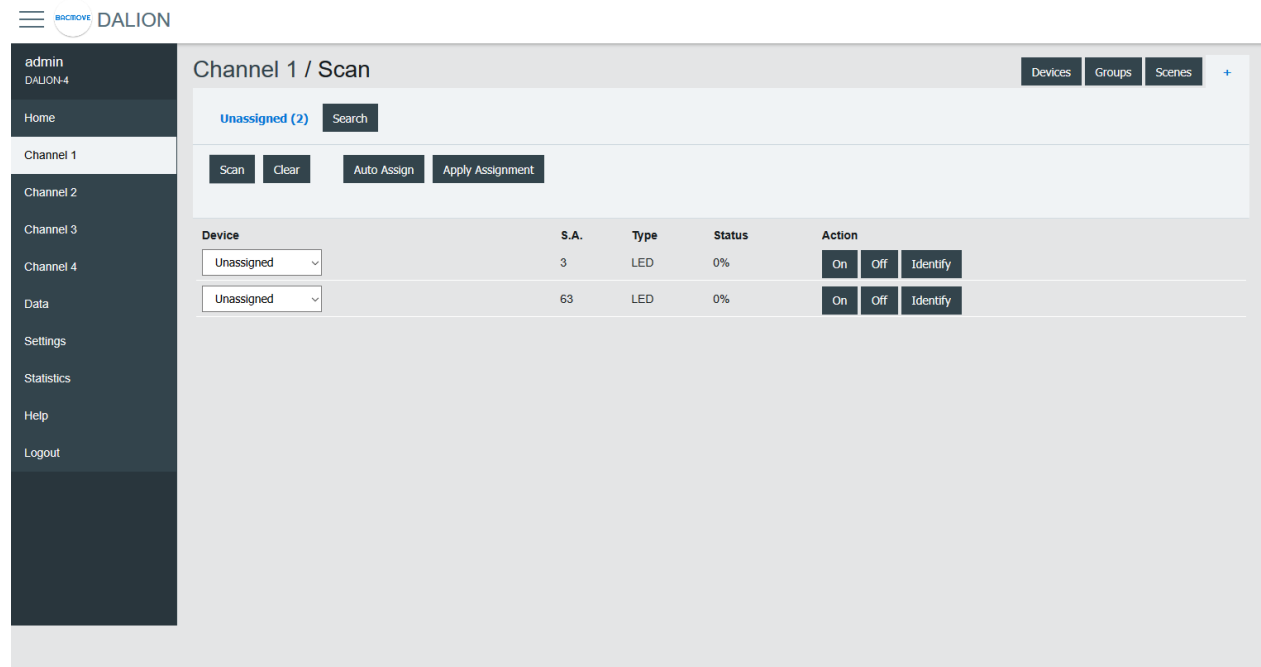 BACMOVE DALION
admin
DALION-4
Home
Channel 1
Channel 2
Channel 3
Channel 4
Data
Settings
Statistics
Help
Logout
Channel 1 / Scan
Devices Groups Scenes +
Unassigned (2) Search
Scan Clear Auto Assign Apply Assignment
Device S.A. Type Status Action
Unassigned 3 LED 0% On Off Identify
Unassigned 63 LED 0% On Off Identify